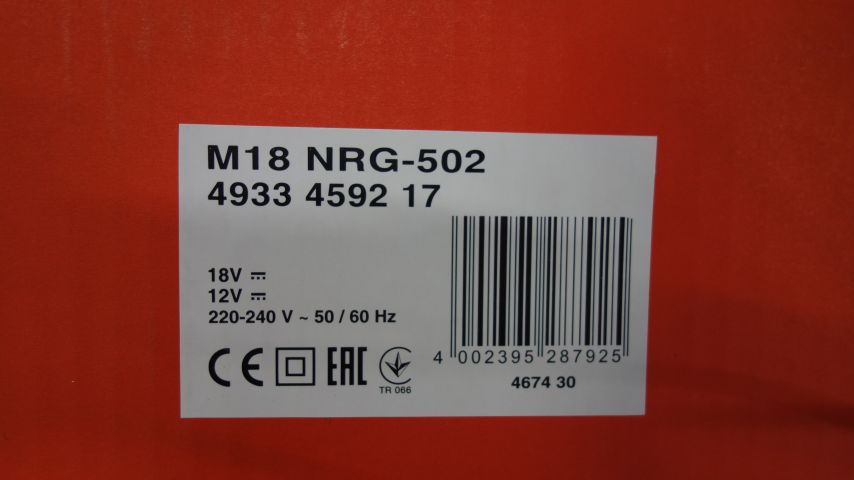 M18 NRG-502
4933 4592 17
18V ⎓
12V ⎓
220-240 V ~ 50 / 60 Hz
CE EAC TR 066
4 002395 287925
4674 30